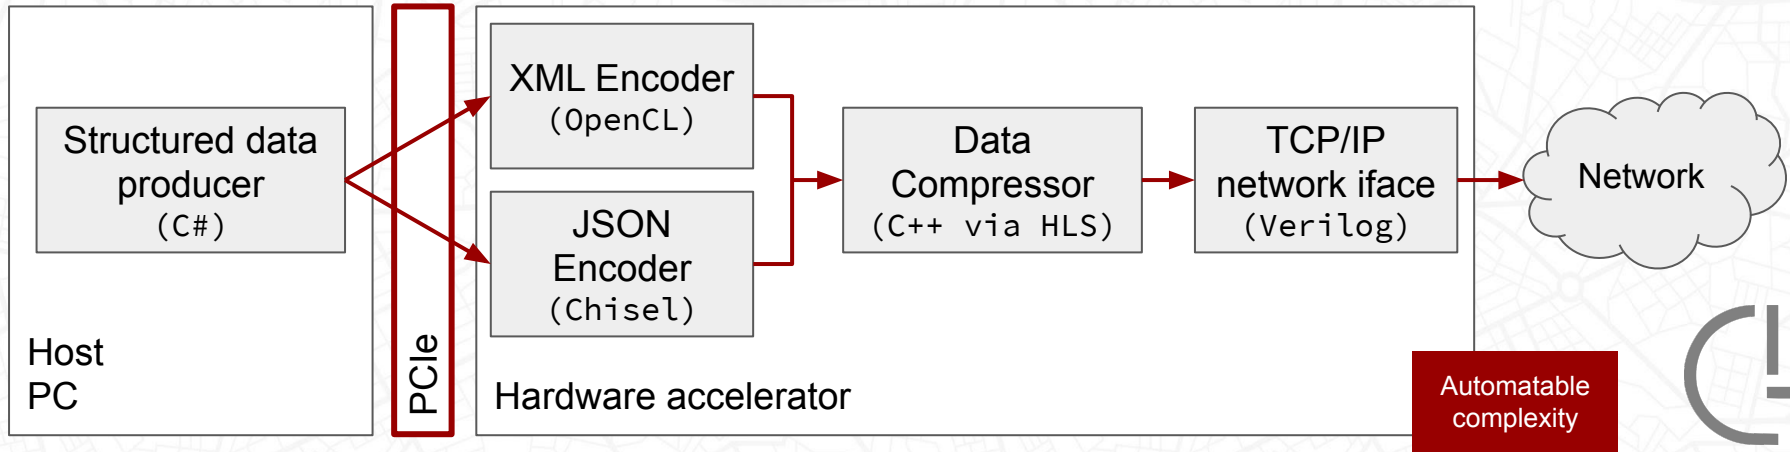 Structured data
producer
(C#)
Host
PC
PCIe
XML Encoder
(OpenCL)
JSON
Encoder
(Chisel)
Hardware accelerator
Data
Compressor
(C++ via HLS)
TCP/IP
network iface
(Verilog)
Network
Automatable
complexity